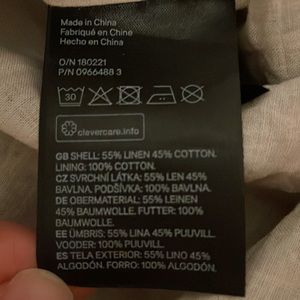 Made in China
Fabriqué en Chine
Hecho en China
O/N 180221
P/N 0966488 3
30
clevercare.info
GB SHELL: 55% LINEN 45% COTTON.
LINING: 100% COTTON.
CZ SVRCHNÍ LÁTKA: 55% LEN 45%
BAVLNA. PODŠÍVKA: 100% BAVLNA.
DE OBERMATERIAL: 55% LEINEN
45% BAUMWOLLE. FUTTER: 100%
BAUMWOLLE.
EE ÜMBRIS: 55% LINA 45% PUUVILL.
VOODER: 100% PUUVILL.
ES TELA EXTERIOR: 55% LINO 45%
ALGODÓN. FORRO: 100% ALGODÓN.